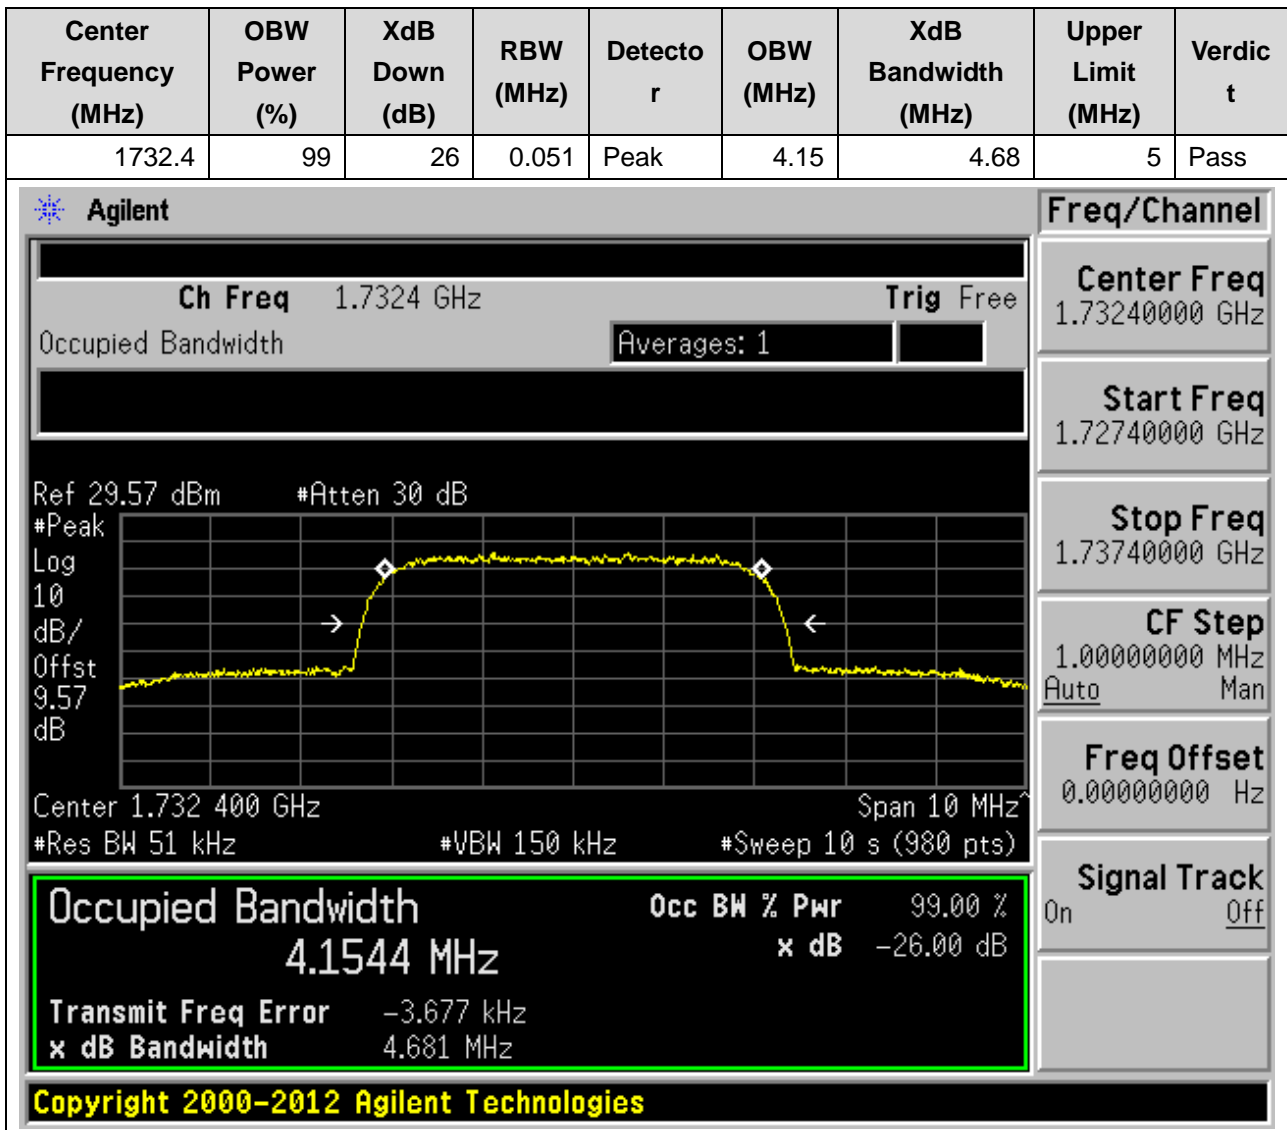 Center Frequency (MHz) OBW Power (%) XdB Down (dB) RBW (MHz) Detecto r OBW (MHz) XdB Bandwidth (MHz) Upper Limit (MHz) Verdic t
1732.4 99 26 0.051 Peak 4.15 4.68 5 Pass
Agilent
Ch Freq 1.7324 GHz Trig Free
Occupied Bandwidth Averages: 1
Ref 29.57 dBm #Atten 30 dB
#Peak
Log
10
dB/
Offst
9.57
dB
Center 1.732 400 GHz Span 10 MHz^
#Res BW 51 kHz #VBW 150 kHz #Sweep 10 s (980 pts)
Occupied Bandwidth Occ BW % Pwr 99.00 %
4.1544 MHz x dB -26.00 dB
Transmit Freq Error -3.677 kHz
x dB Bandwidth 4.681 MHz
Copyright 2000-2012 Agilent Technologies
Freq/Channel
Center Freq
1.73240000 GHz
Start Freq
1.72740000 GHz
Stop Freq
1.73740000 GHz
CF Step
1.00000000 MHz
Auto Man
Freq Offset
0.00000000 Hz
Signal Track
On Off